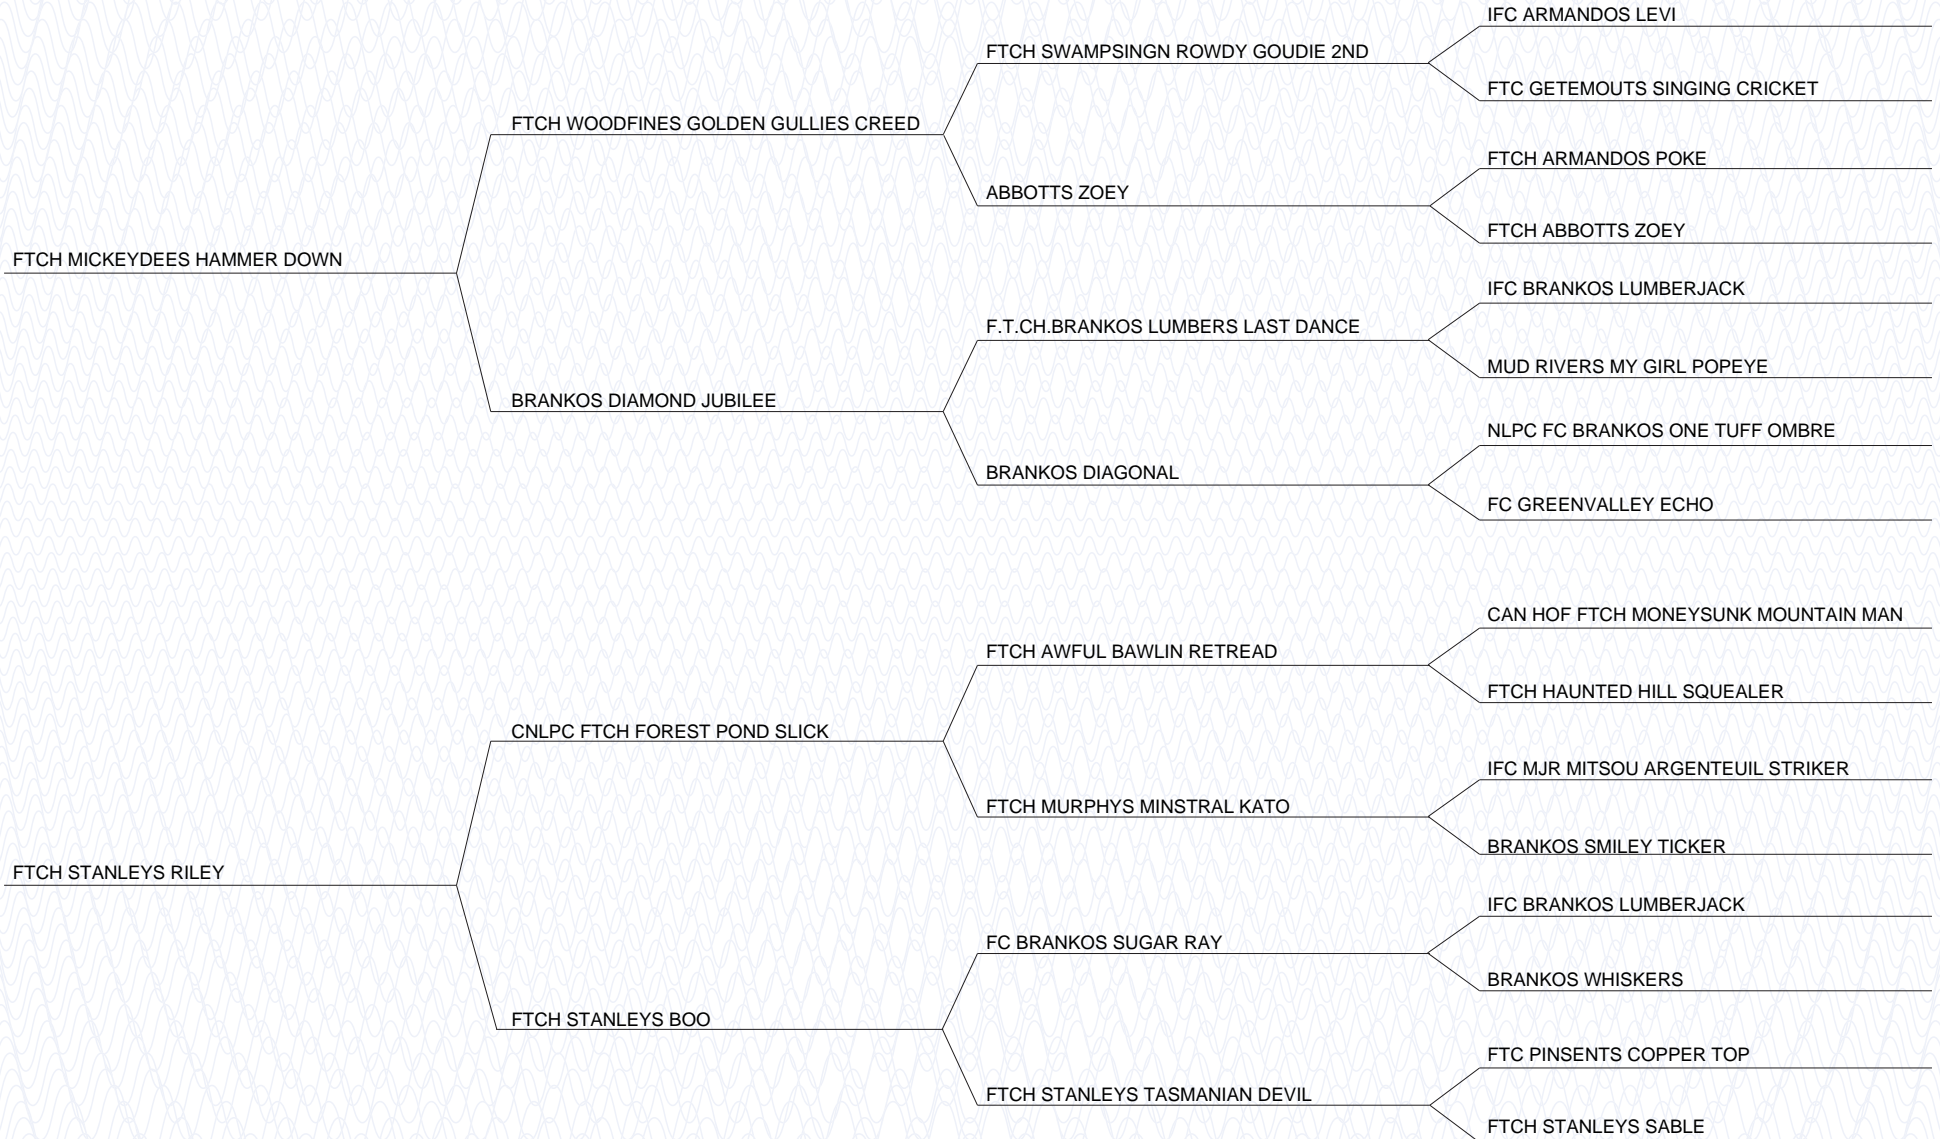 IFC ARMANDOS LEVI
FTCH SWAMPSINGN ROWDY GOUDIE 2ND
FTC GETEMOUTS SINGING CRICKET
FTCH WOODFINES GOLDEN GULLIES CREED
FTCH ARMANDOS POKE
ABBOTTS ZOEY
FTCH ABBOTTS ZOEY
FTCH MICKEYDEES HAMMER DOWN
IFC BRANKOS LUMBERJACK
F.T.CH.BRANKOS LUMBERS LAST DANCE
MUD RIVERS MY GIRL POPEYE
BRANKOS DIAMOND JUBILEE
NLPC FC BRANKOS ONE TUFF OMBRE
BRANKOS DIAGONAL
FC GREENVALLEY ECHO
CAN HOF FTCH MONEYSUNK MOUNTAIN MAN
FTCH AWFUL BAWLIN RETREAD
FTCH HAUNTED HILL SQUEALER
CNLPC FTCH FOREST POND SLICK
IFC MJR MITSOU ARGENTEUIL STRIKER
FTCH MURPHYS MINSTRAL KATO
BRANKOS SMILEY TICKER
FTCH STANLEYS RILEY
IFC BRANKOS LUMBERJACK
FC BRANKOS SUGAR RAY
BRANKOS WHISKERS
FTCH STANLEYS BOO
FTC PINSENTS COPPER TOP
FTCH STANLEYS TASMANIAN DEVIL
FTCH STANLEYS SABLE